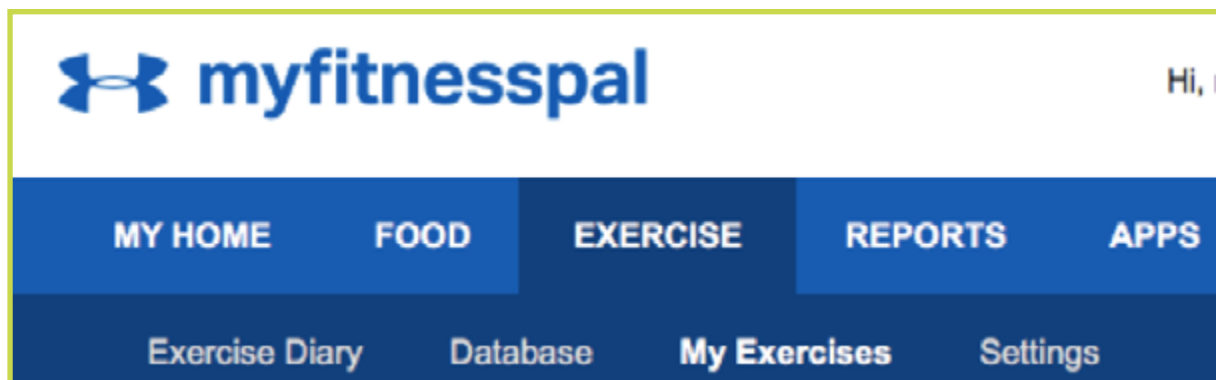 myfitnesspal
Hi,
MY HOME FOOD EXERCISE REPORTS APPS
Exercise Diary Database My Exercises Settings